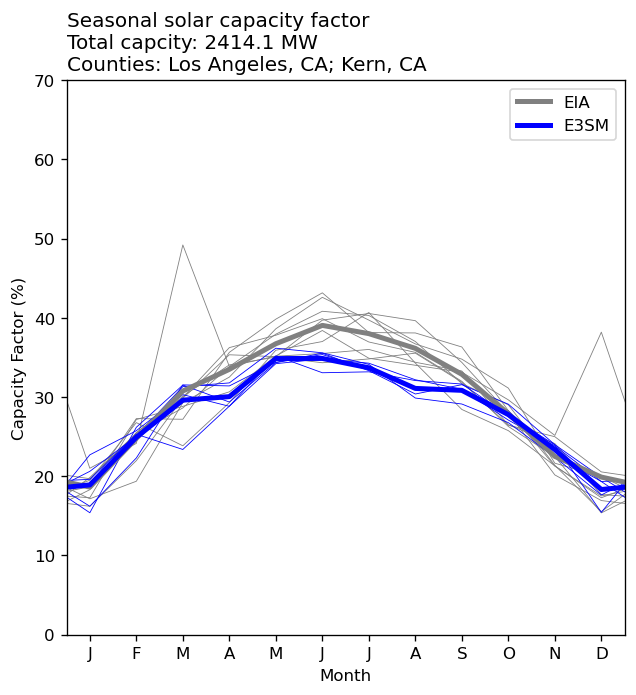 Seasonal solar capacity factor
Total capcity: 2414.1 MW
Counties: Los Angeles, CA; Kern, CA
EIA
E3SM
70
60
50
40
30
20
10
0
Capacity Factor (%)
J F M A M J J A S O N D
Month